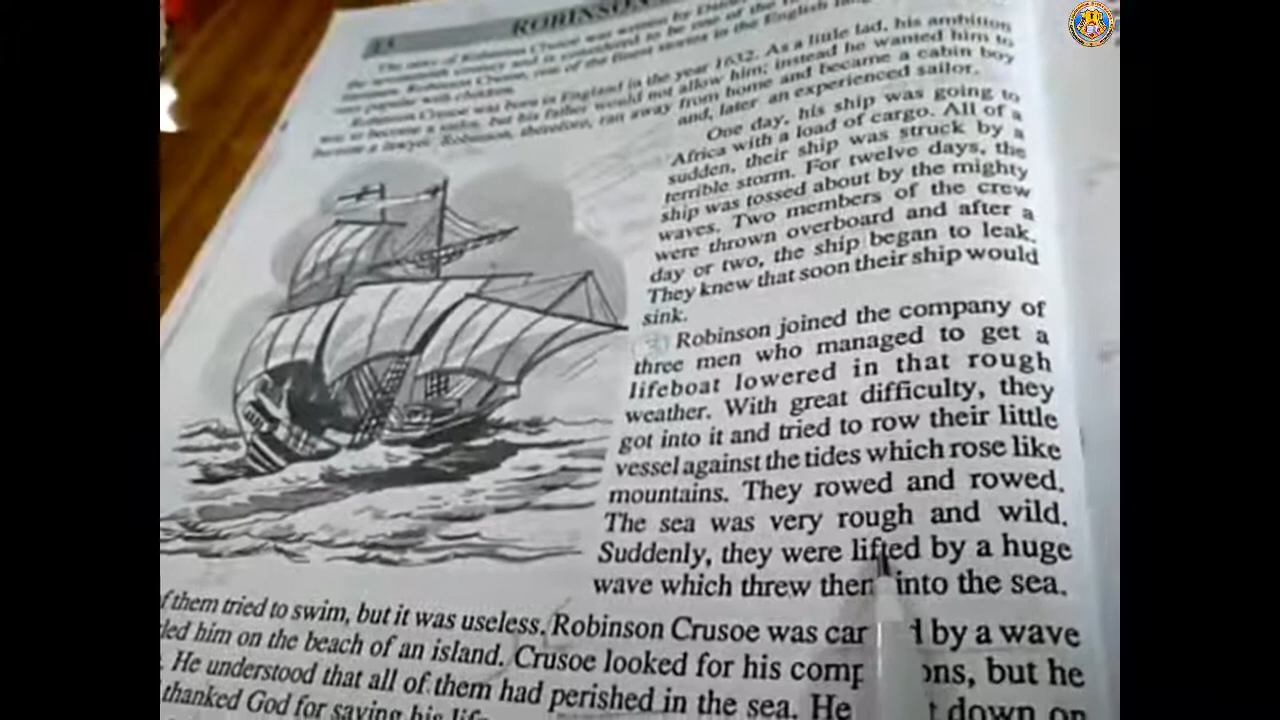 ROBINSON
The story of Robinson Crusoe was written by
the seventeenth century and is considered to be one of the
Robinson Crusoe, one of the finest stories in the English
very popular with children.
Robinson Crusoe was born in England in the year 1632. As a little lad, his ambition
was to become a sailor, but his father would not allow him; instead he wanted him to
become a lawyer. Robinson, therefore, ran away from home and became a cabin boy
and, later an experienced sailor.
One day, his ship was going to
Africa with a load of cargo. All of a
sudden, their ship was struck by a
terrible storm. For twelve days, the
ship was tossed about by the mighty
waves. Two members of the crew
were thrown overboard and after a
day or two, the ship began to leak.
They knew that soon their ship would
sink.
Robinson joined the company of
three men who managed to get a
lifeboat lowered in that rough
weather. With great difficulty, they
got into it and tried to row their little
vessel against the tides which rose like
mountains. They rowed and rowed.
The sea was very rough and wild.
Suddenly, they were lifted by a huge
wave which threw them into the sea.
f them tried to swim, but it was useless. Robinson Crusoe was car d by a wave
ded him on the beach of an island. Crusoe looked for his comp ons, but he
. He understood that all of them had perished in the sea. He t down on
thanked God for saving his life